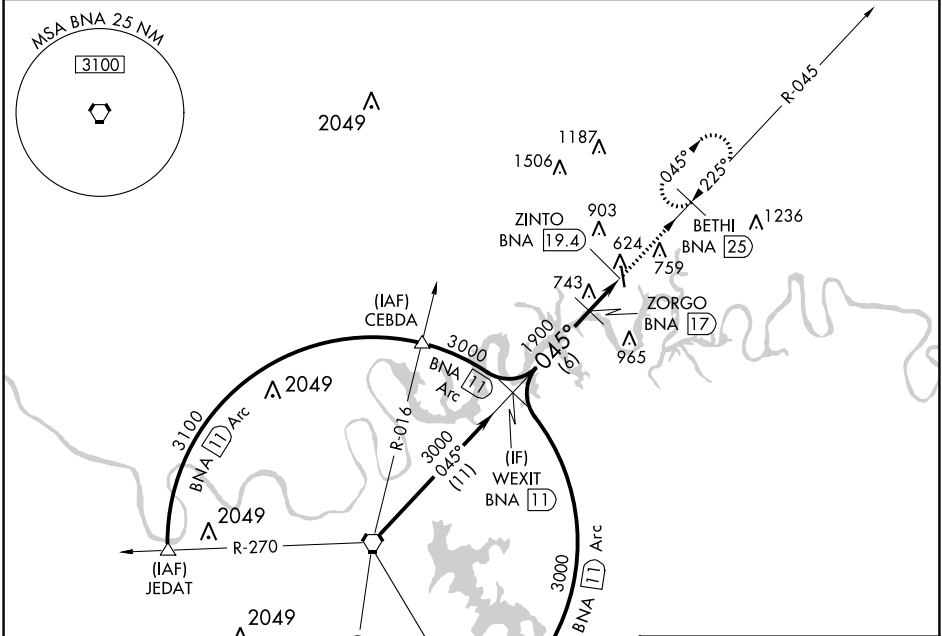 MSA BNA 25 NM
3100
2049
1187
1506
R-045
045°
225°
ZINTO
BNA 19.4
903
624
BETHI
BNA 25
1236
759
743
ZORGO
BNA 17
965
(IAF)
CEBDA
3000
BNA 11
Arc
1900
045°
(6)
2049
3100
BNA 11 Arc
R-016
3000
045°
(11)
(IF)
WEXIT
BNA 11
2049
R-270
(IAF)
JEDAT
3000
BNA 11 Arc
2049